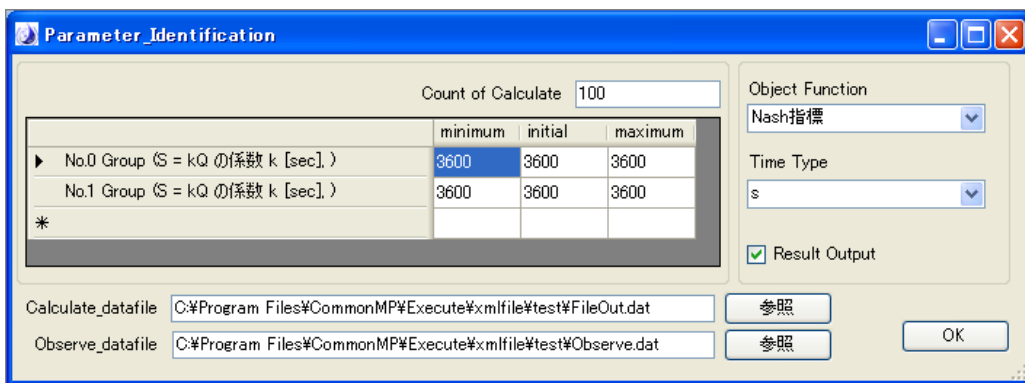 Parameter_Identification
Count of Calculate 100
minimum initial maximum
No.0 Group (S = kQ の係数 k [sec], ) 3600 3600 3600
No.1 Group (S = kQ の係数 k [sec], ) 3600 3600 3600
Object Function
Nash指標
Time Type
s
Result Output
Calculate_datafile C:¥Program Files¥CommonMP¥Execute¥xmlfile¥test¥FileOut.dat 参照
Observe_datafile C:¥Program Files¥CommonMP¥Execute¥xmlfile¥test¥Observe.dat 参照
OK